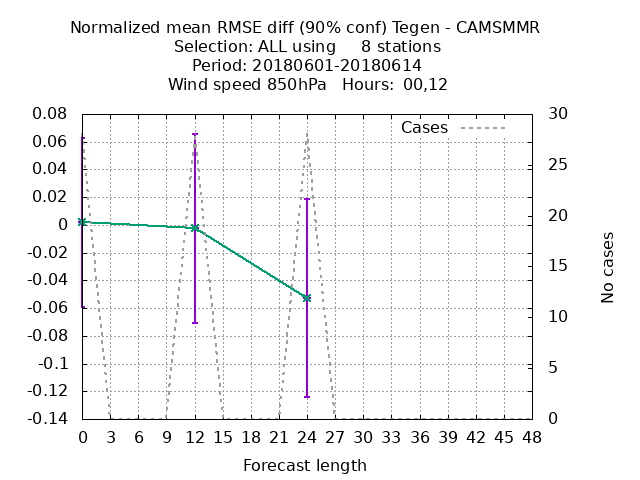 Normalized mean RMSE diff (90% conf) Tegen - CAMSMMR
Selection: ALL using     8 stations
Period: 20180601-20180614
Wind speed 850hPa   Hours:  00,12
Cases
0.08
0.06
0.04
0.02
0
-0.02
-0.04
-0.06
-0.08
-0.1
-0.12
-0.14
30
25
20
15
10
5
0
No cases
0 3 6 9 12 15 18 21 24 27 30 33 36 39 42 45 48
Forecast length